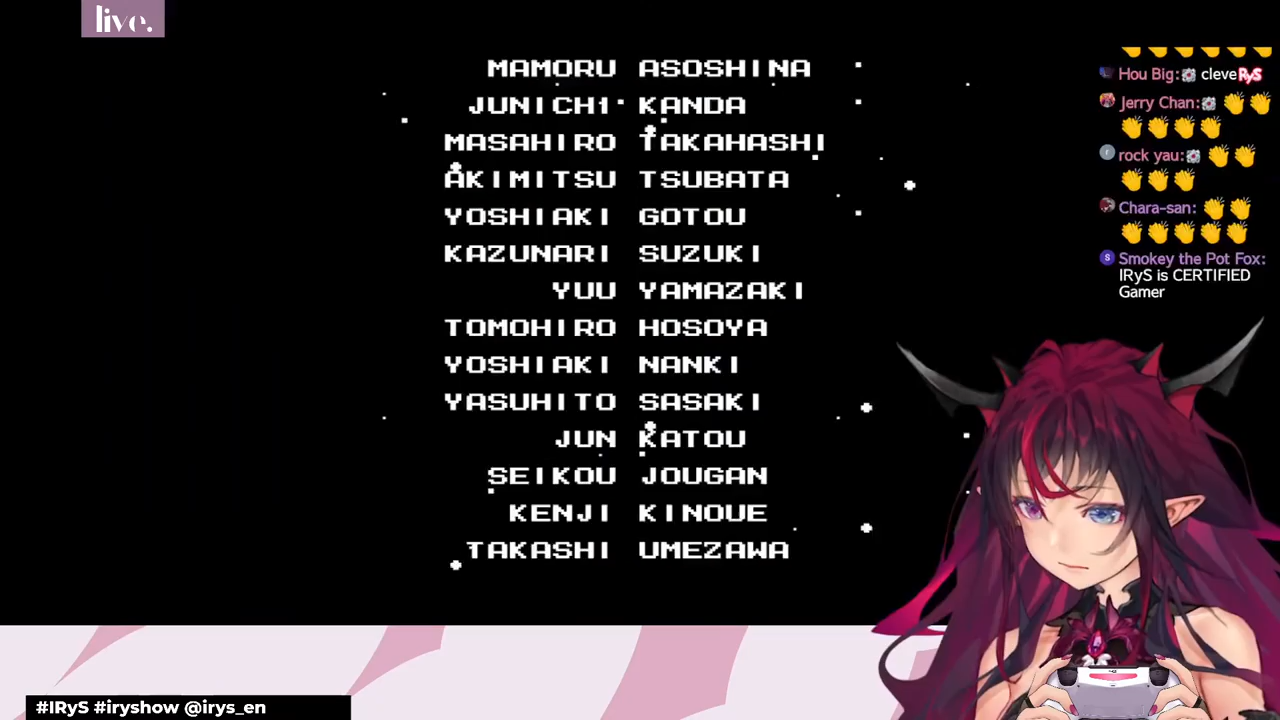 live.
MAMORU ASOSHINA
JUNICHI KANDA
MASAHIRO TAKAHASHI
AKIMITSU TSUBATA
YOSHIAKI GOTOU
KAZUNARI SUZUKI
YUU YAMAZAKI
TOMOHIRO HOSOYA
YOSHIAKI NANKI
YASUHITO SASAKI
JUN KATOU
SEIKOU JOUGAN
KENJI KINOUE
TAKASHI UMEZAWA
Hou Big: cleveRyS
Jerry Chan: 👏👏
👏👏👏👏
rock yau: 👏👏
👏👏👏
Chara-san: 👏👏
👏👏👏👏👏
Smokey the Pot Fox:
IRyS is CERTIFIED
Gamer
#IRyS #iryshow @irys_en